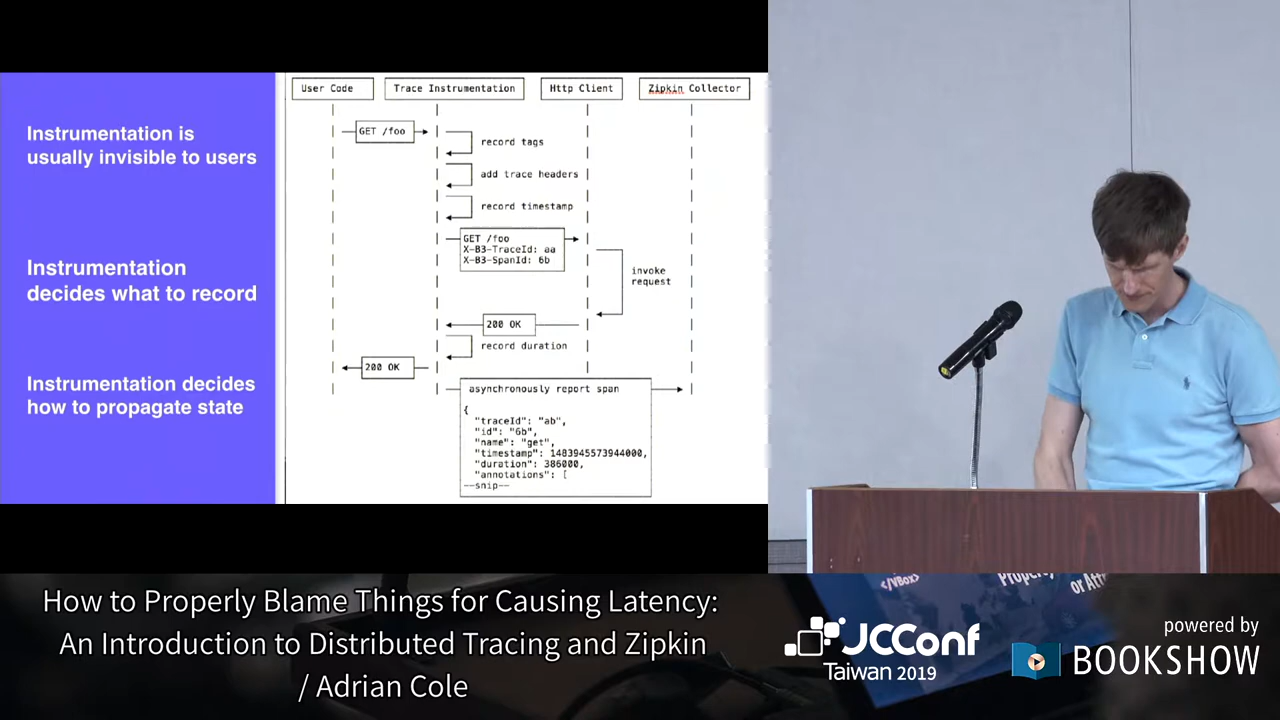 Instrumentation is
usually invisible to users
Instrumentation
decides what to record
Instrumentation decides
how to propagate state
User Code
Trace Instrumentation
Http Client
Zipkin Collector
GET /foo
record tags
add trace headers
record timestamp
GET /foo
X-B3-TraceId: aa
X-B3-SpanId: 6b
invoke
request
200 OK
record duration
200 OK
asynchronously report span
{
"traceId": "ab",
"id": "6b",
"name": "get",
"timestamp": 1483945573944000,
"duration": 386000,
"annotations": [
--snip--
How to Properly Blame Things for Causing Latency:
An Introduction to Distributed Tracing and Zipkin
/ Adrian Cole
</VBox>
JCConf
Taiwan 2019
powered by
BOOKSHOW